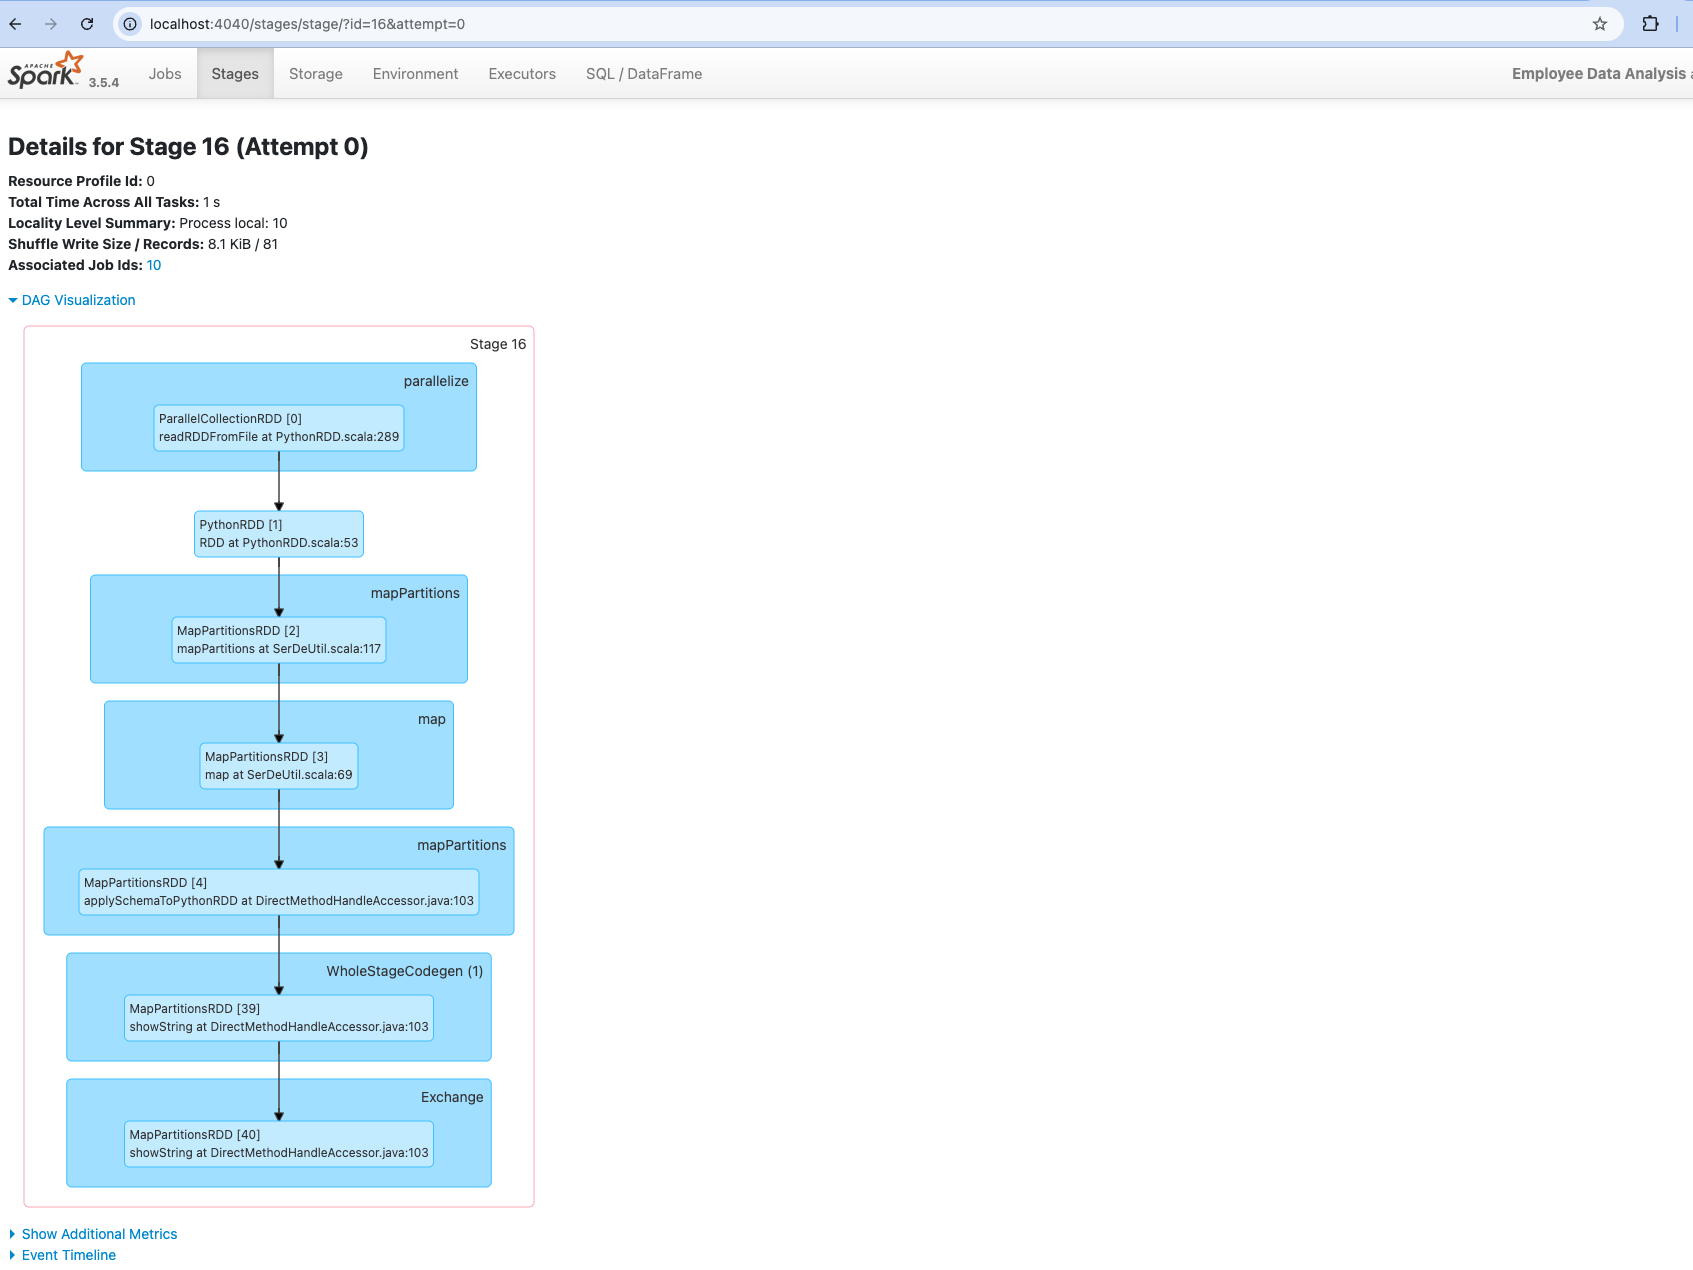 localhost:4040/stages/stage/?id=16&attempt=0
APACHE Spark 3.5.4 Jobs Stages Storage Environment Executors SQL / DataFrame Employee Data Analysis a
Details for Stage 16 (Attempt 0)
Resource Profile Id: 0
Total Time Across All Tasks: 1 s
Locality Level Summary: Process local: 10
Shuffle Write Size / Records: 8.1 KiB / 81
Associated Job Ids: 10
DAG Visualization
Stage 16
parallelize
ParallelCollectionRDD [0]
readRDDFromFile at PythonRDD.scala:289
PythonRDD [1]
RDD at PythonRDD.scala:53
mapPartitions
MapPartitionsRDD [2]
mapPartitions at SerDeUtil.scala:117
map
MapPartitionsRDD [3]
map at SerDeUtil.scala:69
mapPartitions
MapPartitionsRDD [4]
applySchemaToPythonRDD at DirectMethodHandleAccessor.java:103
WholeStageCodegen (1)
MapPartitionsRDD [39]
showString at DirectMethodHandleAccessor.java:103
Exchange
MapPartitionsRDD [40]
showString at DirectMethodHandleAccessor.java:103
Show Additional Metrics
Event Timeline